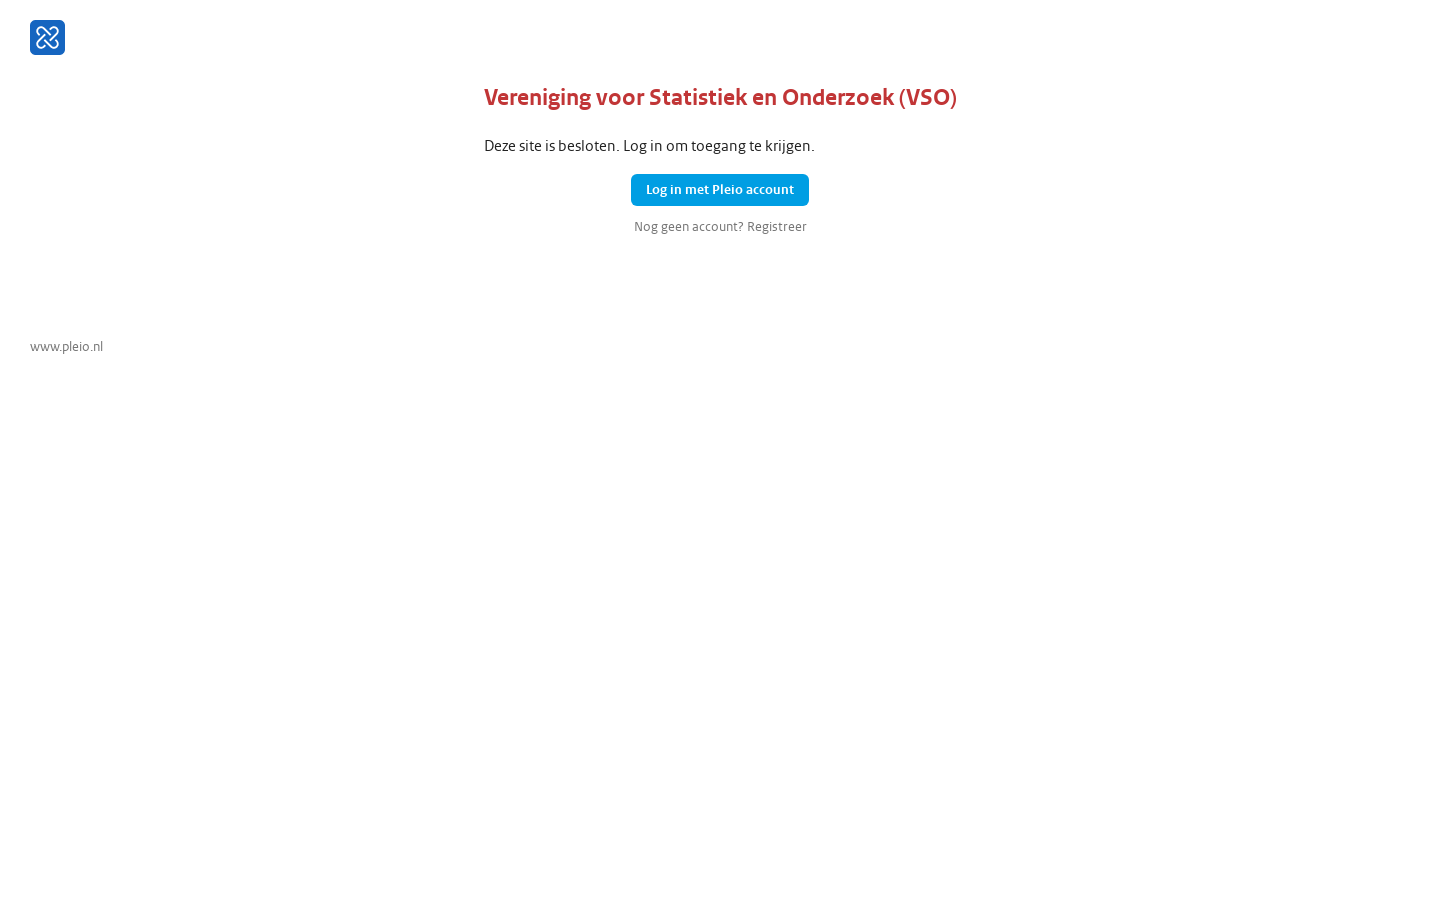 Vereniging voor Statistiek en Onderzoek (VSO)
Deze site is besloten. Log in om toegang te krijgen.
Log in met Pleio account
Nog geen account? Registreer
www.pleio.nl